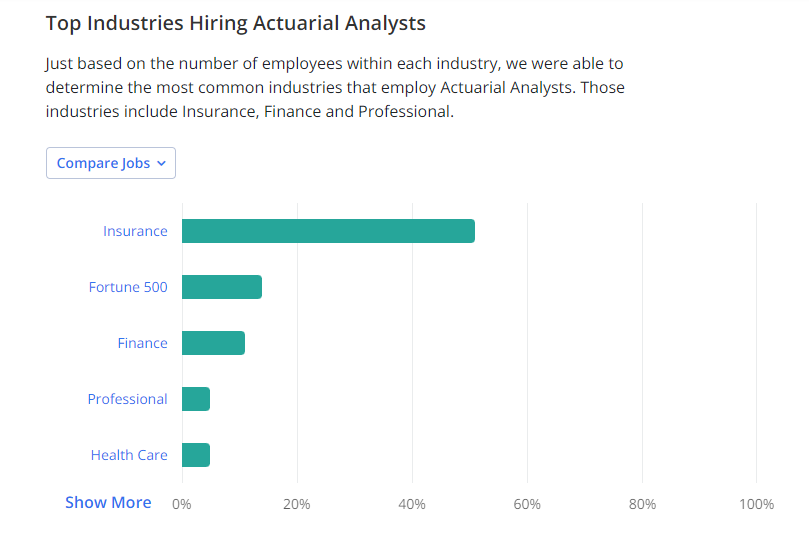 Top Industries Hiring Actuarial Analysts
Just based on the number of employees within each industry, we were able to
determine the most common industries that employ Actuarial Analysts. Those
industries include Insurance, Finance and Professional.
Compare Jobs
Insurance
Fortune 500
Finance
Professional
Health Care
Show More 0% 20% 40% 60% 80% 100%